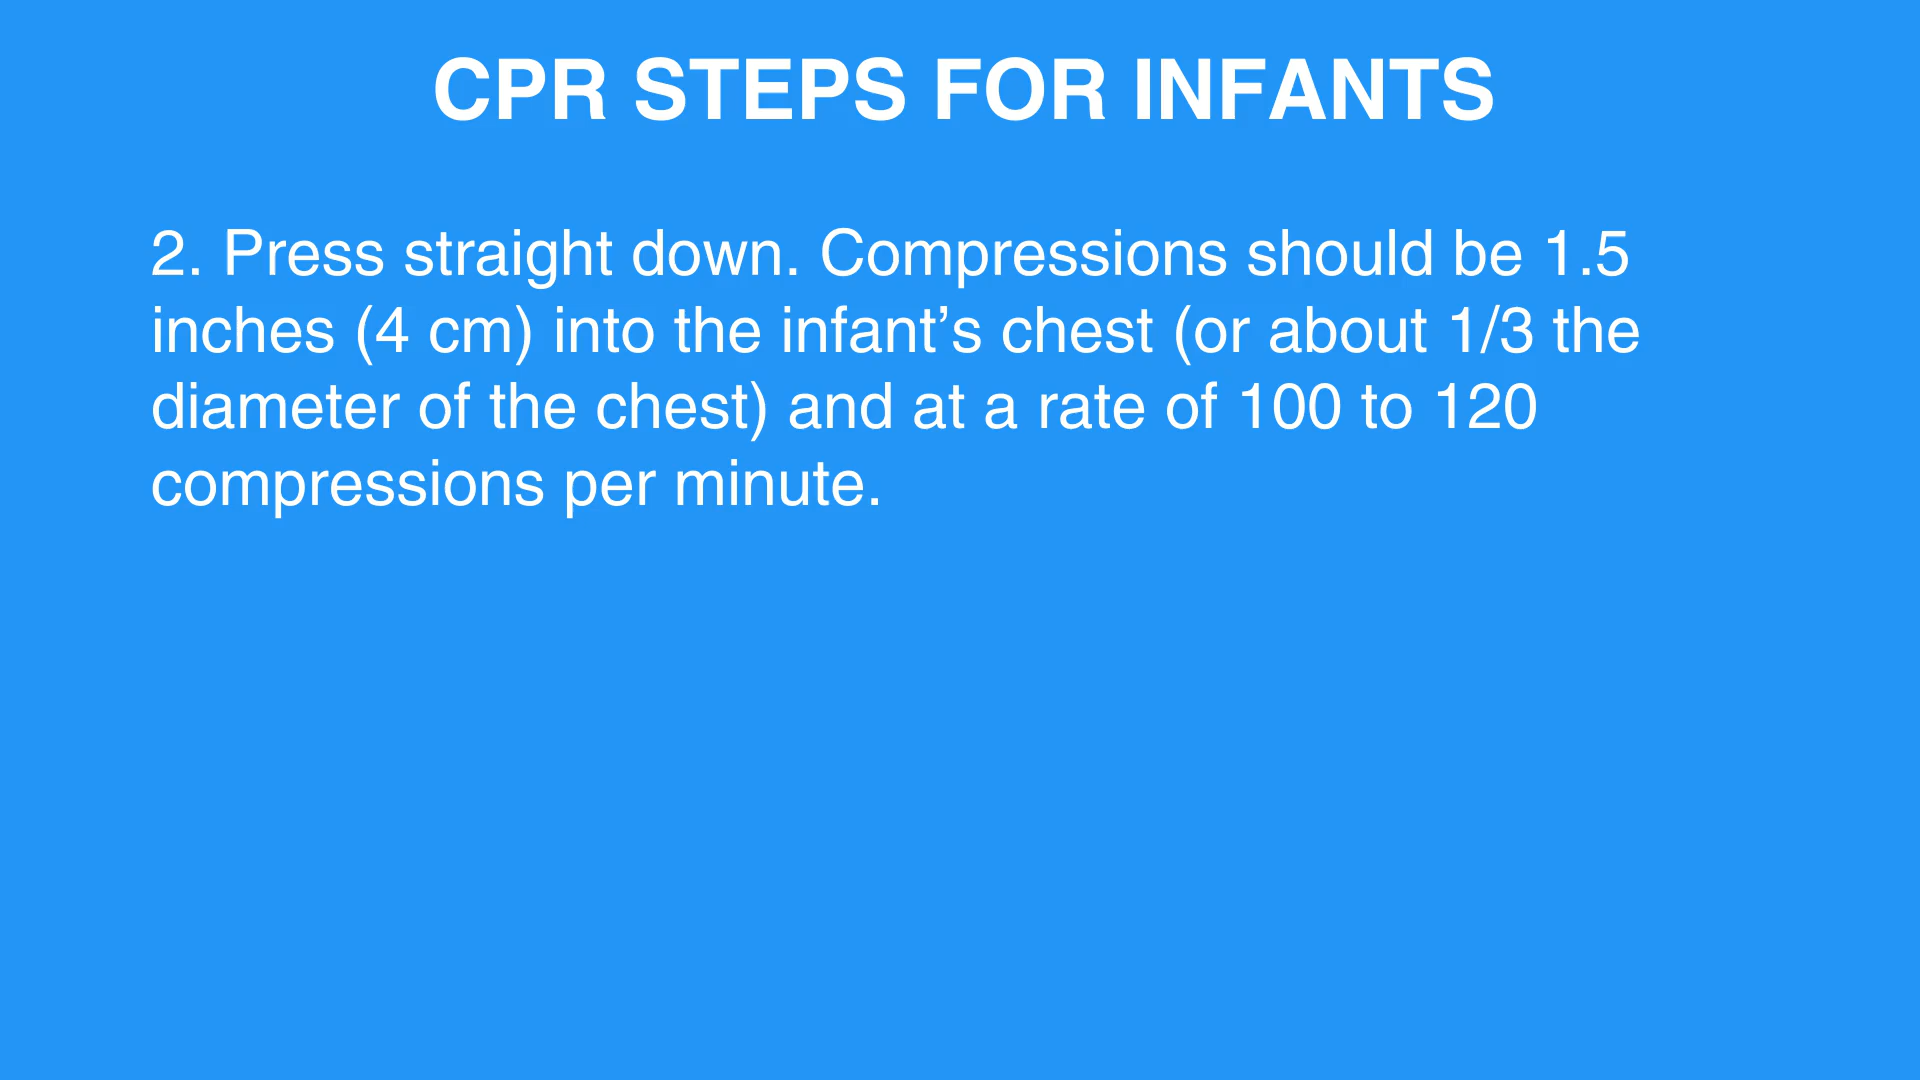 CPR STEPS FOR INFANTS
2. Press straight down. Compressions should be 1.5
inches (4 cm) into the infant’s chest (or about 1/3 the
diameter of the chest) and at a rate of 100 to 120
compressions per minute.